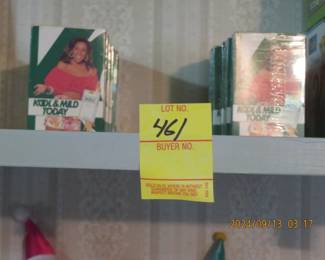 KOOL & MILD
TODAY
KOOL & MILD
TODAY
LOT NO.
461
BUYER NO.
2024/09/13 03:17